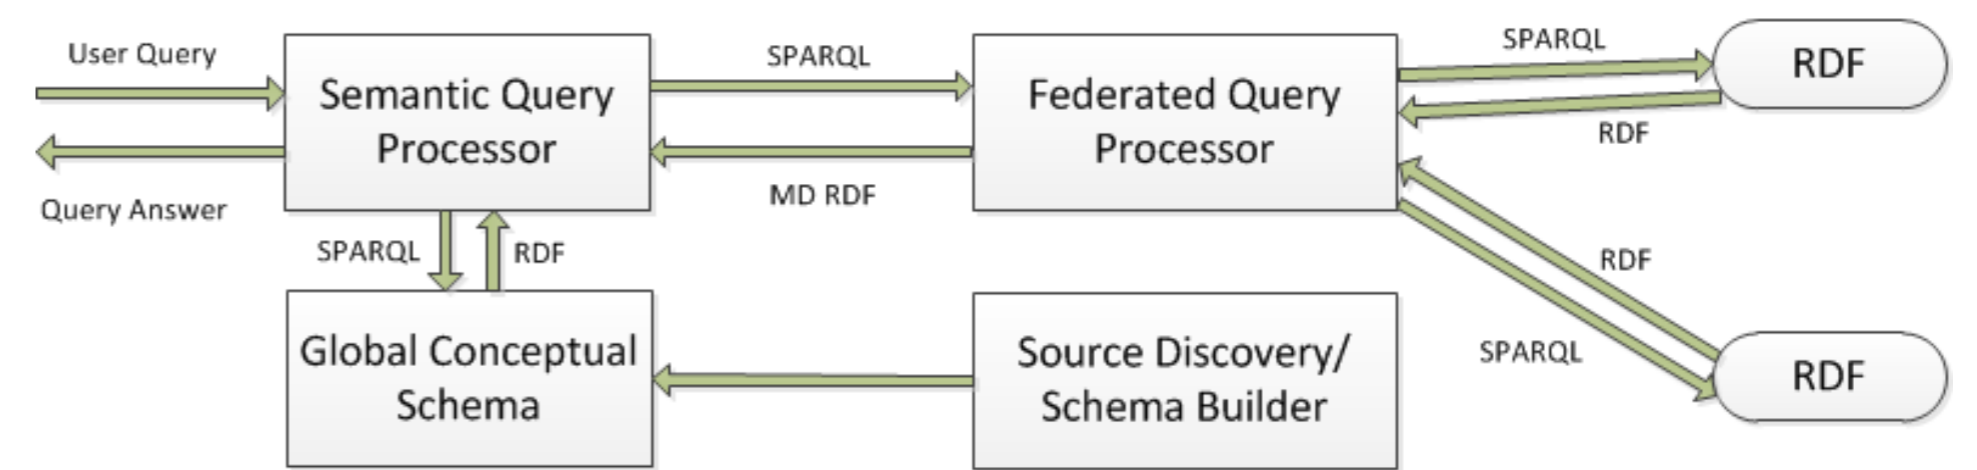 User Query
Semantic Query
Processor
Query Answer
SPARQL
MD RDF
Federated Query
Processor
SPARQL
RDF
RDF
SPARQL
RDF
Global Conceptual
Schema
Source Discovery/
Schema Builder
RDF
SPARQL
RDF